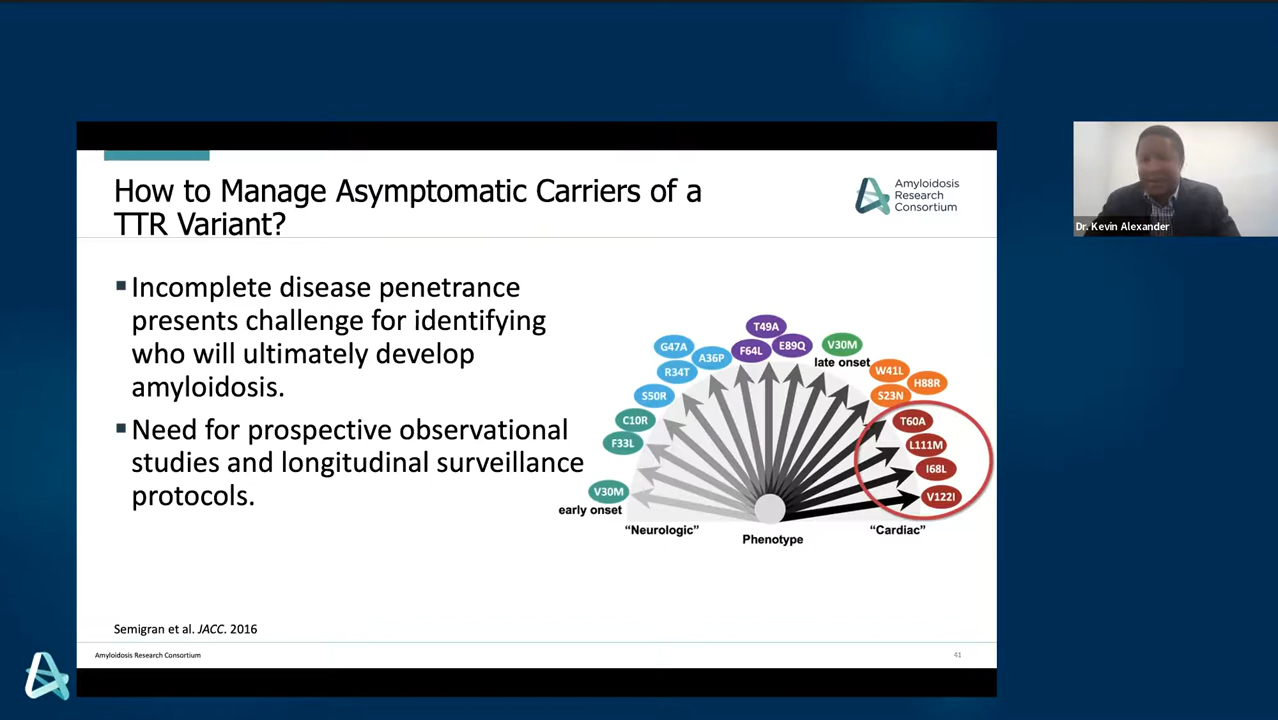 How to Manage Asymptomatic Carriers of a
TTR Variant?
Amyloidosis
Research
Consortium
Dr. Kevin Alexander
▪Incomplete disease penetrance
presents challenge for identifying
who will ultimately develop
amyloidosis.
▪Need for prospective observational
studies and longitudinal surveillance
protocols.
T49A
G47A
A36P
F64L
E89Q
V30M
late onset
R34T
W41L
H88R
S50R
S23N
C10R
T60A
F33L
L111M
I68L
V30M
early onset
V122I
“Neurologic”
“Cardiac”
Phenotype
Semigran et al. JACC. 2016
Amyloidosis Research Consortium
41